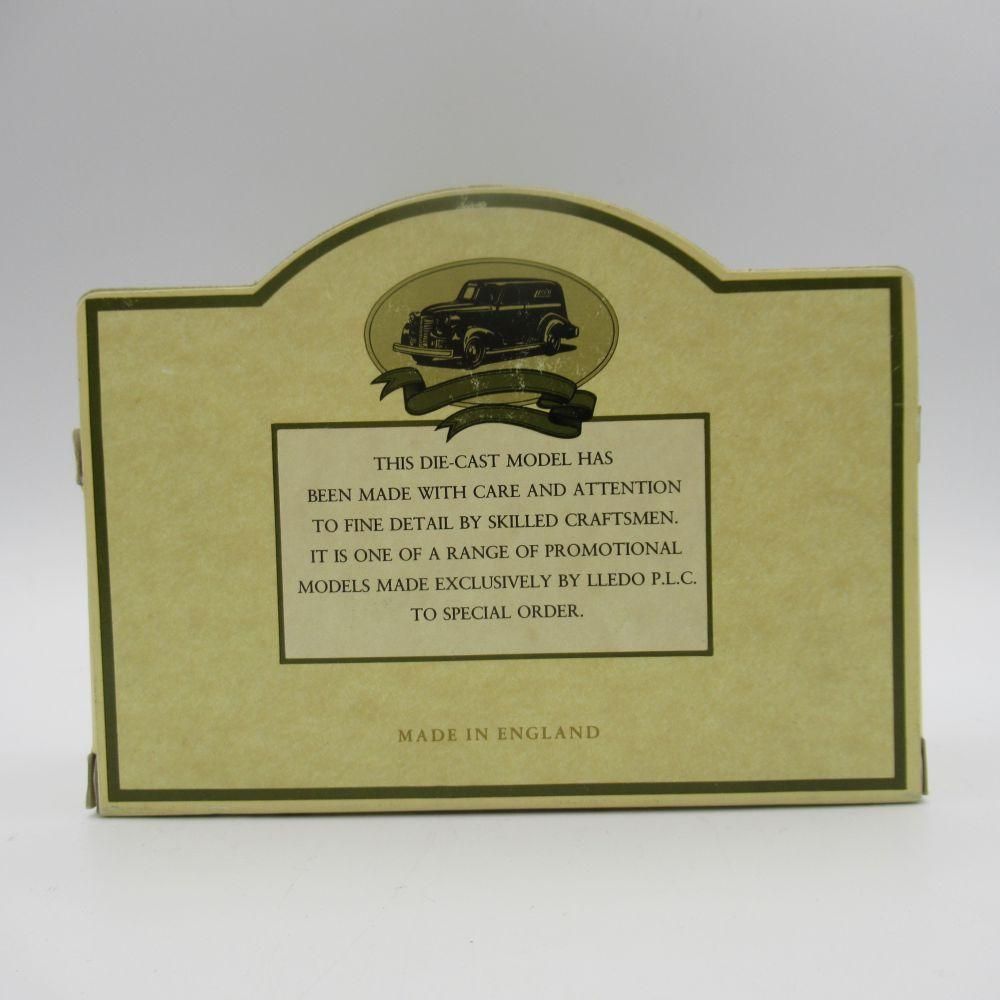 THIS DIE-CAST MODEL HAS
BEEN MADE WITH CARE AND ATTENTION
TO FINE DETAIL BY SKILLED CRAFTSMEN.
IT IS ONE OF A RANGE OF PROMOTIONAL
MODELS MADE EXCLUSIVELY BY LLEDO P.L.C.
TO SPECIAL ORDER.
MADE IN ENGLAND